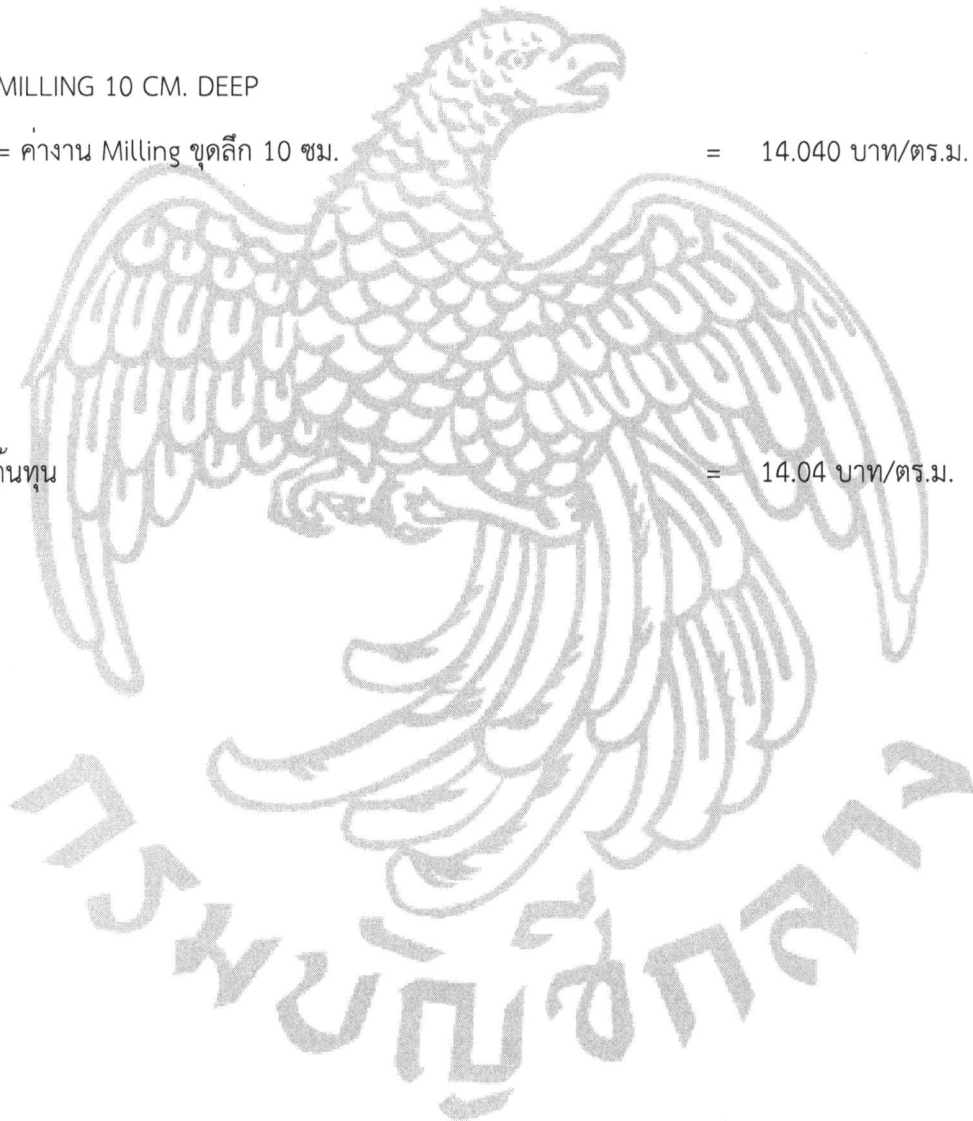 MILLING 10 CM. DEEP
= ค่างาน Milling ขุดลึก 10 ซม. = 14.040 บาท/ตร.ม.
ต้นทุน = 14.04 บาท/ตร.ม.
กรมบัญชีกลาง